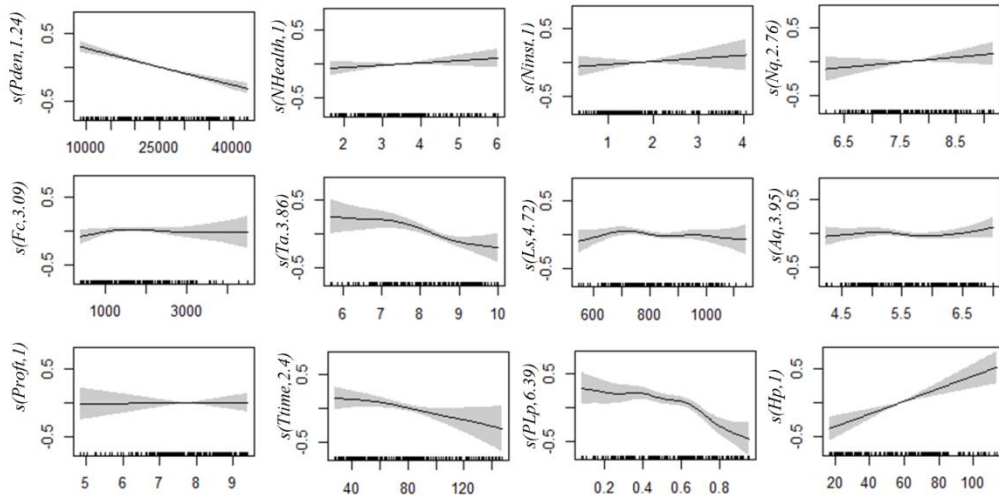 s(Pden,1.24)
0.5
-0.5
10000 25000 40000
s(NHealth,1)
0.5
-0.5
2 3 4 5 6
s(Ninst,1)
0.5
-0.5
1 2 3 4
s(Nq,2.76)
0.5
-0.5
6.5 7.5 8.5
s(Fc,3.09)
0.5
-0.5
1000 3000
s(Ta,3.86)
0.5
-0.5
6 7 8 9 10
s(Ls,4.72)
0.5
-0.5
600 800 1000
s(Aq,3.95)
0.5
-0.5
4.5 5.5 6.5
s(Proft,1)
0.5
-0.5
5 6 7 8 9
s(Trime,2.4)
0.5
-0.5
40 80 120
s(PLp,6.39)
0.5
-0.5
0.2 0.4 0.6 0.8
s(Hp,1)
0.5
-0.5
20 40 60 80 100